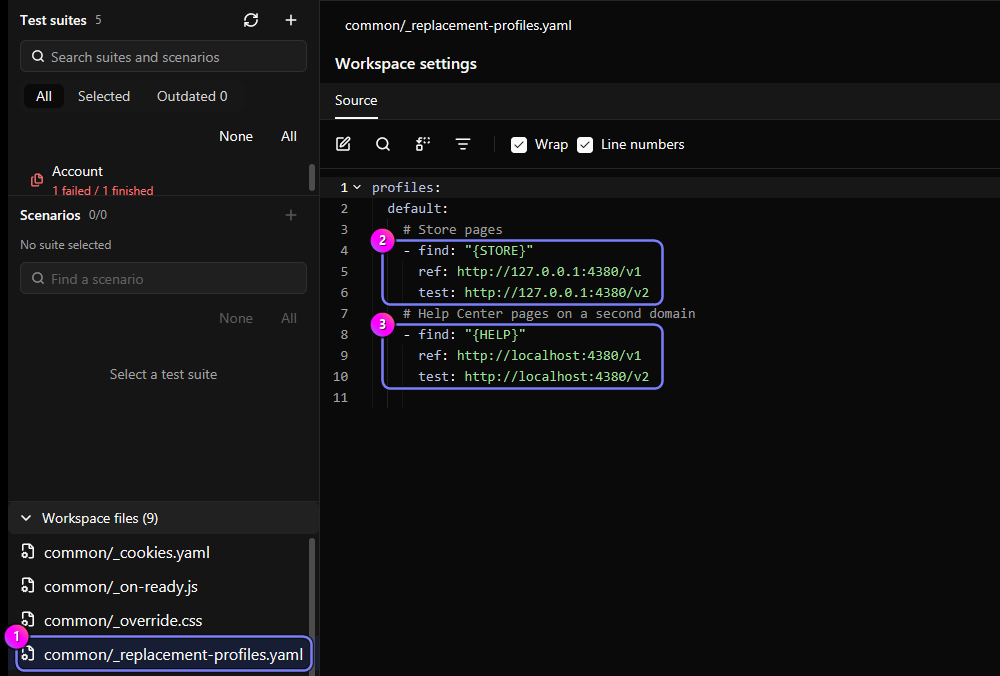 Test suites 5
Search suites and scenarios
All Selected Outdated 0
None All
Account
1 failed / 1 finished
Scenarios 0/0
No suite selected
Find a scenario
None All
Select a test suite
Workspace files (9)
common/_cookies.yaml
common/_on-ready.js
common/_override.css
1
common/_replacement-profiles.yaml
common/_replacement-profiles.yaml
Workspace settings
Source
Wrap Line numbers
1 profiles:
2 default:
3 # Store pages
2
4 - find: "{STORE}"
5 ref: http://127.0.0.1:4380/v1
6 test: http://127.0.0.1:4380/v2
7 # Help Center pages on a second domain
3
8 - find: "{HELP}"
9 ref: http://localhost:4380/v1
10 test: http://localhost:4380/v2
11